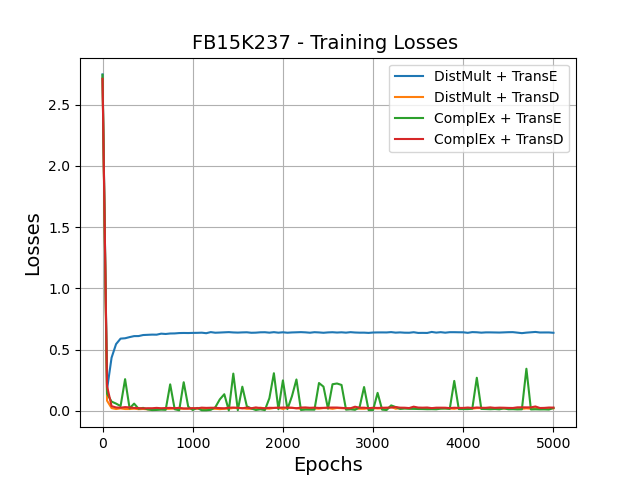 FB15K237 - Training Losses
DistMult + TransE
DistMult + TransD
ComplEx + TransE
ComplEx + TransD
Losses
2.5
2.0
1.5
1.0
0.5
0.0
0 1000 2000 3000 4000 5000
Epochs